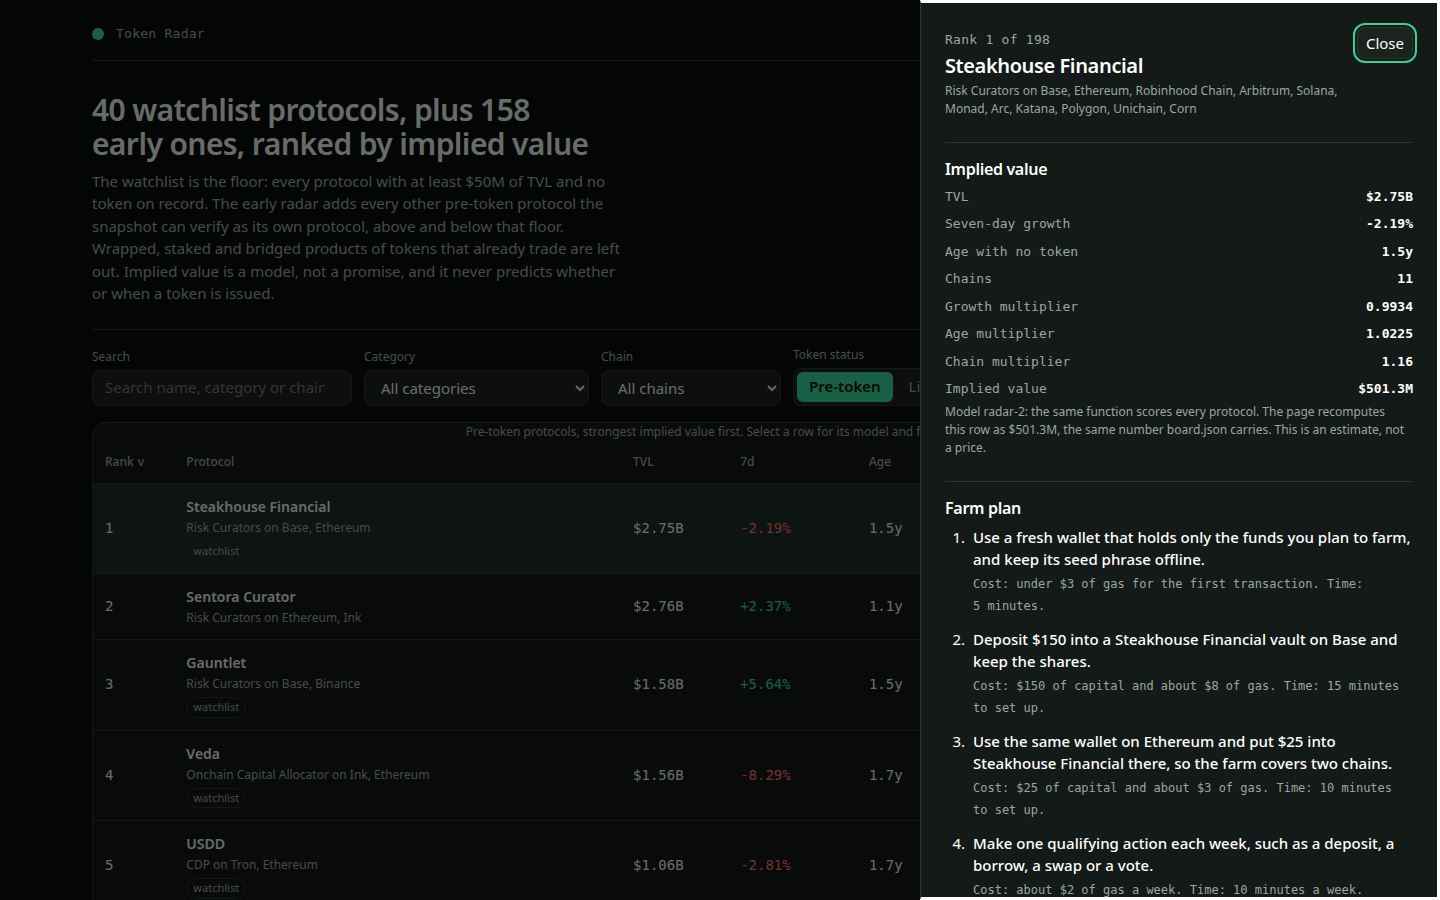 Token Radar
40 watchlist protocols, plus 158
early ones, ranked by implied value
The watchlist is the floor: every protocol with at least $50M of TVL and no
token on record. The early radar adds every other pre-token protocol the
snapshot can verify as its own protocol, above and below that floor.
Wrapped, staked and bridged products of tokens that already trade are left
out. Implied value is a model, not a promise, and it never predicts whether
or when a token is issued.
Search
Category
Chain
Token status
Search name, category or chain
All categories
All chains
Pre-token
Li
Pre-token protocols, strongest implied value first. Select a row for its model and f
Rank v
Protocol
TVL
7d
Age
1
Steakhouse Financial
Risk Curators on Base, Ethereum
watchlist
$2.75B
-2.19%
1.5y
2
Sentora Curator
Risk Curators on Ethereum, Ink
$2.76B
+2.37%
1.1y
3
Gauntlet
Risk Curators on Base, Binance
watchlist
$1.58B
+5.64%
1.5y
4
Veda
Onchain Capital Allocator on Ink, Ethereum
watchlist
$1.56B
-8.29%
1.7y
5
USDD
CDP on Tron, Ethereum
watchlist
$1.06B
-2.81%
1.7y
Rank 1 of 198
Close
Steakhouse Financial
Risk Curators on Base, Ethereum, Robinhood Chain, Arbitrum, Solana,
Monad, Arc, Katana, Polygon, Unichain, Corn
Implied value
TVL $2.75B
Seven-day growth -2.19%
Age with no token 1.5y
Chains 11
Growth multiplier 0.9934
Age multiplier 1.0225
Chain multiplier 1.16
Implied value $501.3M
Model radar-2: the same function scores every protocol. The page recomputes
this row as $501.3M, the same number board.json carries. This is an estimate, not
a price.
Farm plan
1. Use a fresh wallet that holds only the funds you plan to farm,
and keep its seed phrase offline.
Cost: under $3 of gas for the first transaction. Time:
5 minutes.
2. Deposit $150 into a Steakhouse Financial vault on Base and
keep the shares.
Cost: $150 of capital and about $8 of gas. Time: 15 minutes
to set up.
3. Use the same wallet on Ethereum and put $25 into
Steakhouse Financial there, so the farm covers two chains.
Cost: $25 of capital and about $3 of gas. Time: 10 minutes
to set up.
4. Make one qualifying action each week, such as a deposit, a
borrow, a swap or a vote.
Cost: about $2 of gas a week. Time: 10 minutes a week.